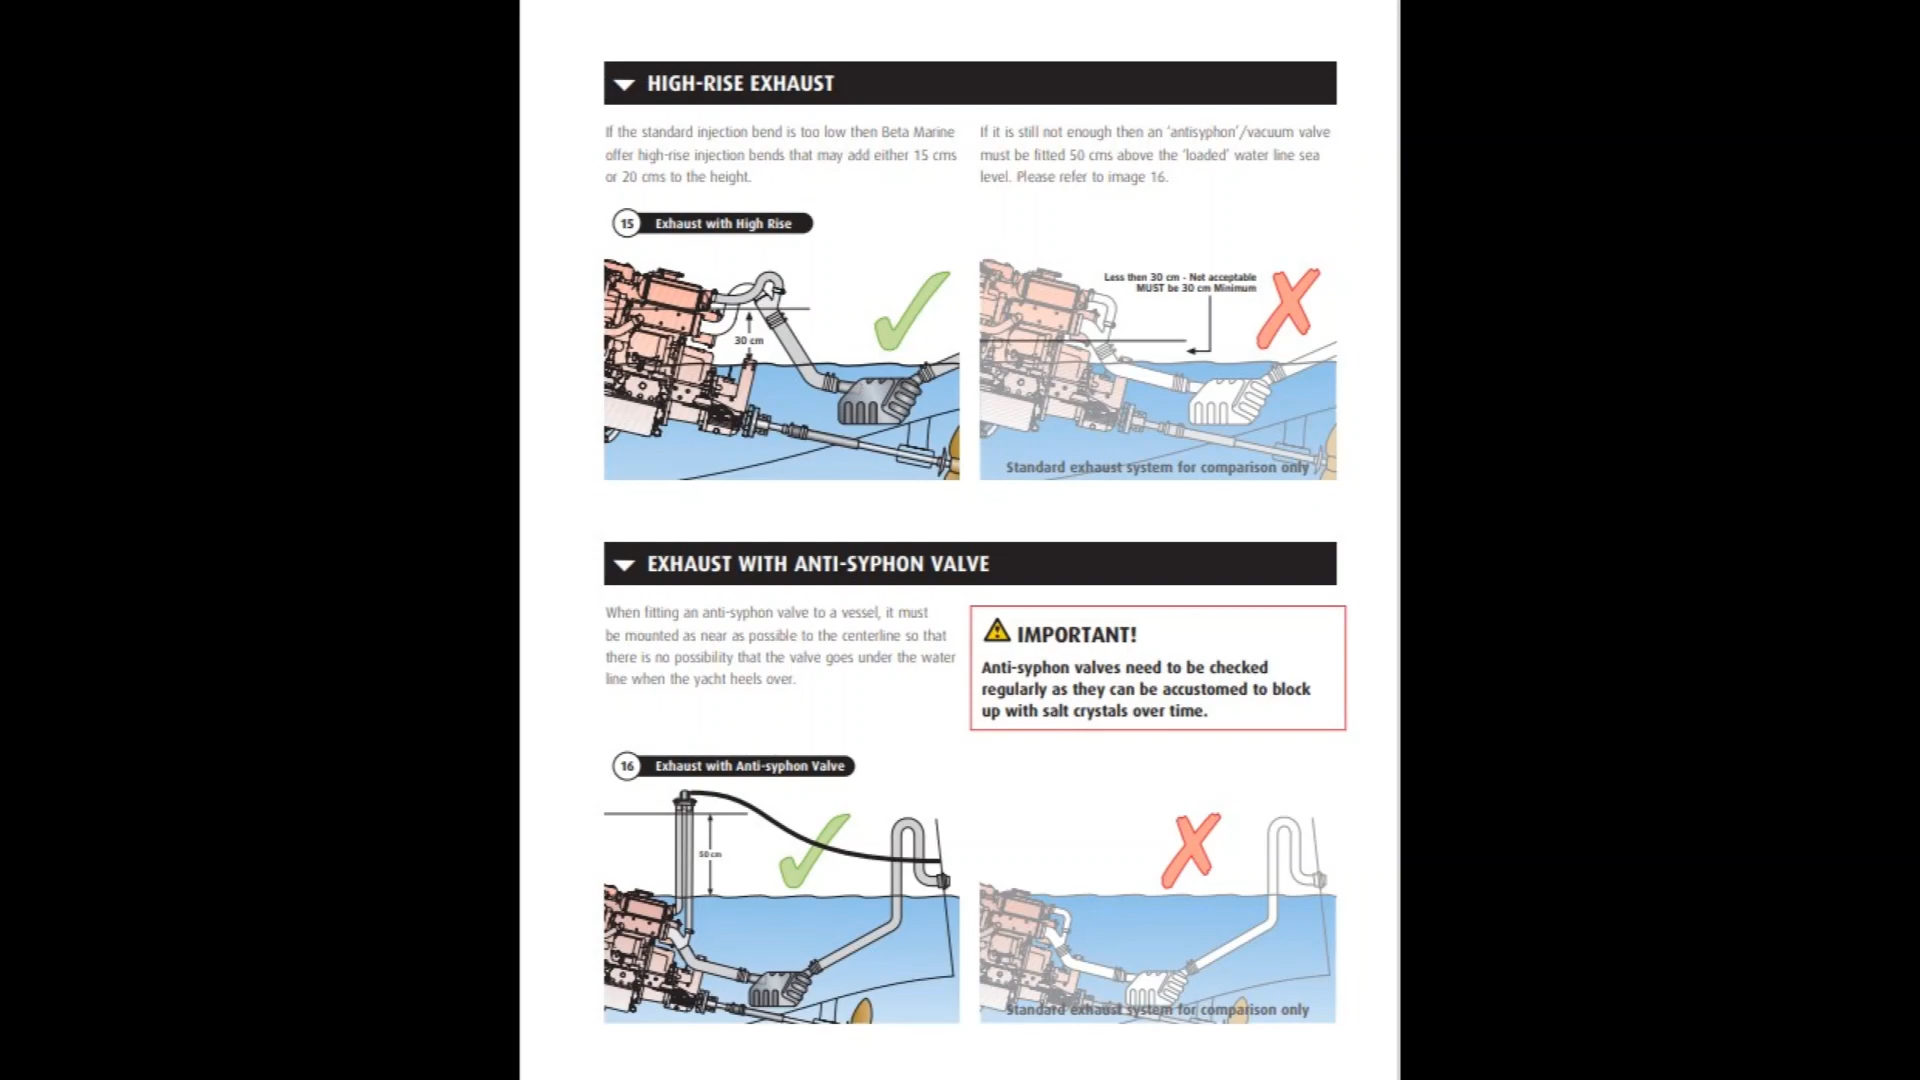 HIGH-RISE EXHAUST
If the standard injection bend is too low then Beta Marine
offer high-rise injection bends that may add either 15 cms
or 20 cms to the height.
If it is still not enough then an ‘antisyphon’/vacuum valve
must be fitted 50 cms above the ‘loaded’ water line sea
level. Please refer to image 16.
15 Exhaust with High Rise
30 cm
Less then 30 cm - Not acceptable
MUST be 30 cm Minimum
Standard exhaust system for comparison only
EXHAUST WITH ANTI-SYPHON VALVE
When fitting an anti-syphon valve to a vessel, it must
be mounted as near as possible to the centerline so that
there is no possibility that the valve goes under the water
line when the yacht heels over.
IMPORTANT!
Anti-syphon valves need to be checked
regularly as they can be accustomed to block
up with salt crystals over time.
16 Exhaust with Anti-syphon Valve
50 cm
Standard exhaust system for comparison only